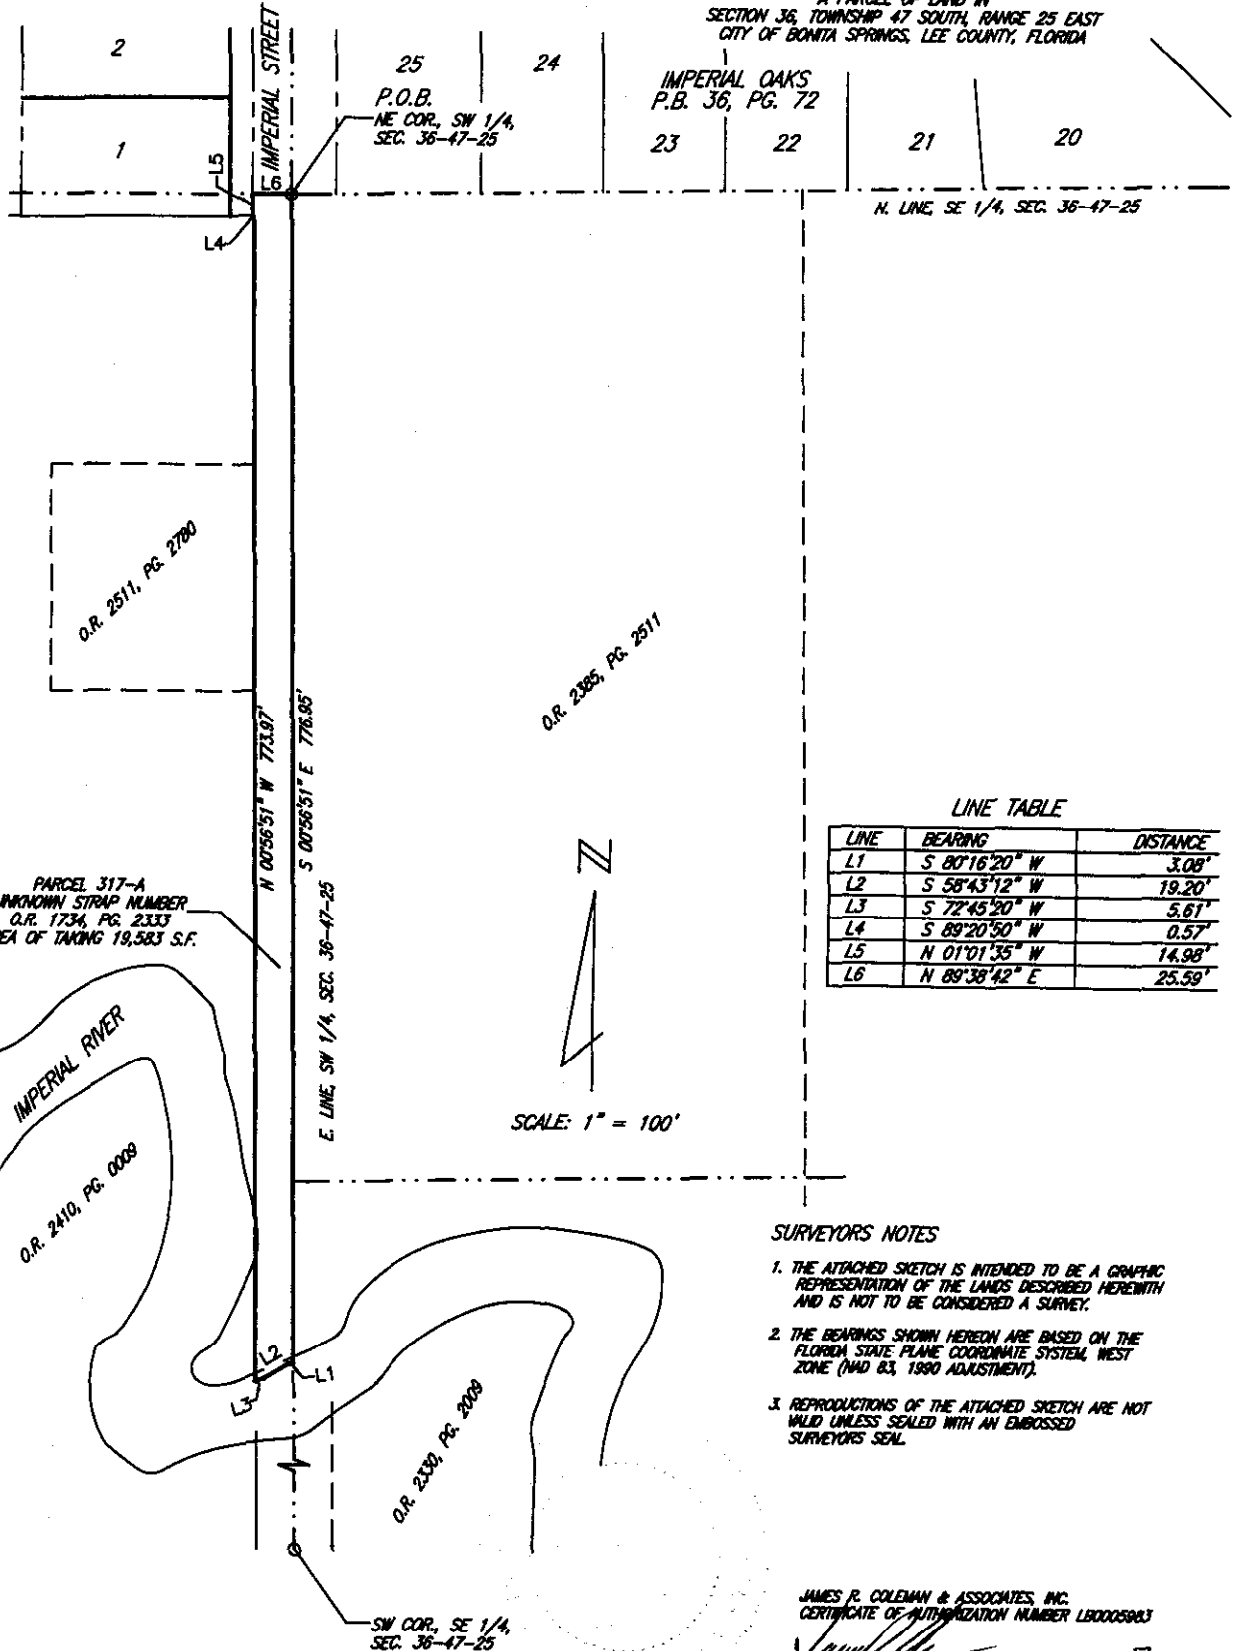 SECTION 36, TOWNSHIP 47 SOUTH, RANGE 25 EAST
CITY OF BONITA SPRINGS, LEE COUNTY, FLORIDA
IMPERIAL STREET
2
1
25
24
IMPERIAL OAKS
P.B. 36, PG. 72
23
22
21
20
P.O.B.
NE COR., SW 1/4,
SEC. 36-47-25
L5
L6
L4
N. LINE, SE 1/4, SEC. 36-47-25
O.R. 2511, PG. 2780
O.R. 2385, PG. 2511
N 00°56'51" W 773.97'
S 00°56'51" E 776.95'
E. LINE, SW 1/4, SEC. 36-47-25
PARCEL 317-A
UNKNOWN STRAP NUMBER
O.R. 1734, PG. 2333
AREA OF TAKING 19,583 S.F.
LINE TABLE
LINE BEARING DISTANCE
L1 S 80°16'20" W 3.08'
L2 S 58°43'12" W 19.20'
L3 S 72°45'20" W 5.61'
L4 S 89°20'50" W 0.57'
L5 N 01°01'35" W 14.98'
L6 N 89°38'42" E 25.59'
N
SCALE: 1" = 100'
IMPERIAL RIVER
O.R. 2410, PG. 0009
L2
L1
L3
O.R. 2330, PG. 2009
SW COR., SE 1/4,
SEC. 36-47-25
SURVEYORS NOTES
1. THE ATTACHED SKETCH IS INTENDED TO BE A GRAPHIC
REPRESENTATION OF THE LANDS DESCRIBED HEREWITH
AND IS NOT TO BE CONSIDERED A SURVEY.
2. THE BEARINGS SHOWN HEREON ARE BASED ON THE
FLORIDA STATE PLANE COORDINATE SYSTEM, WEST
ZONE (NAD 83, 1990 ADJUSTMENT).
3. REPRODUCTIONS OF THE ATTACHED SKETCH ARE NOT
VALID UNLESS SEALED WITH AN EMBOSSED
SURVEYORS SEAL.
JAMES R. COLEMAN & ASSOCIATES, INC.
CERTIFICATE OF AUTHORIZATION NUMBER LB0005983